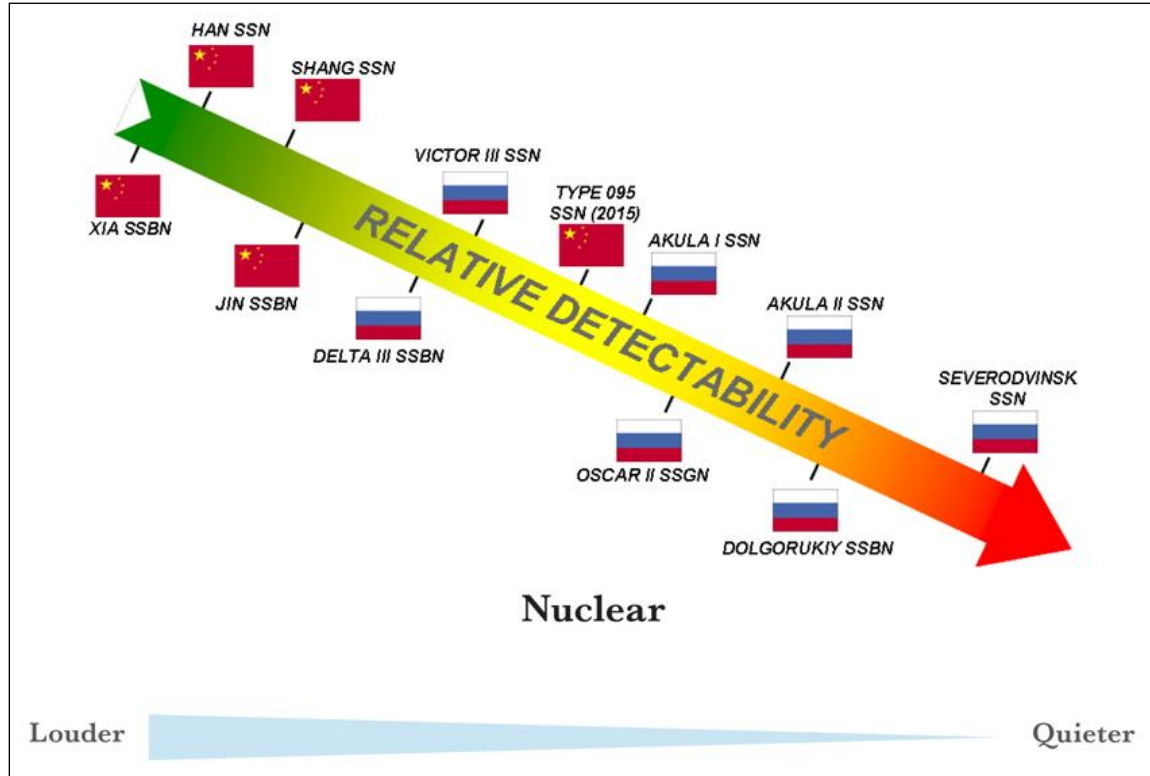 HAN SSN
SHANG SSN
VICTOR III SSN
TYPE 095
SSN (2015)
AKULA I SSN
XIA SSBN
JIN SSBN
RELATIVE DETECTABILITY
AKULA II SSN
DELTA III SSBN
SEVERODVINSK
SSN
OSCAR II SSGN
DOLGORUKIY SSBN
Nuclear
Louder
Quieter